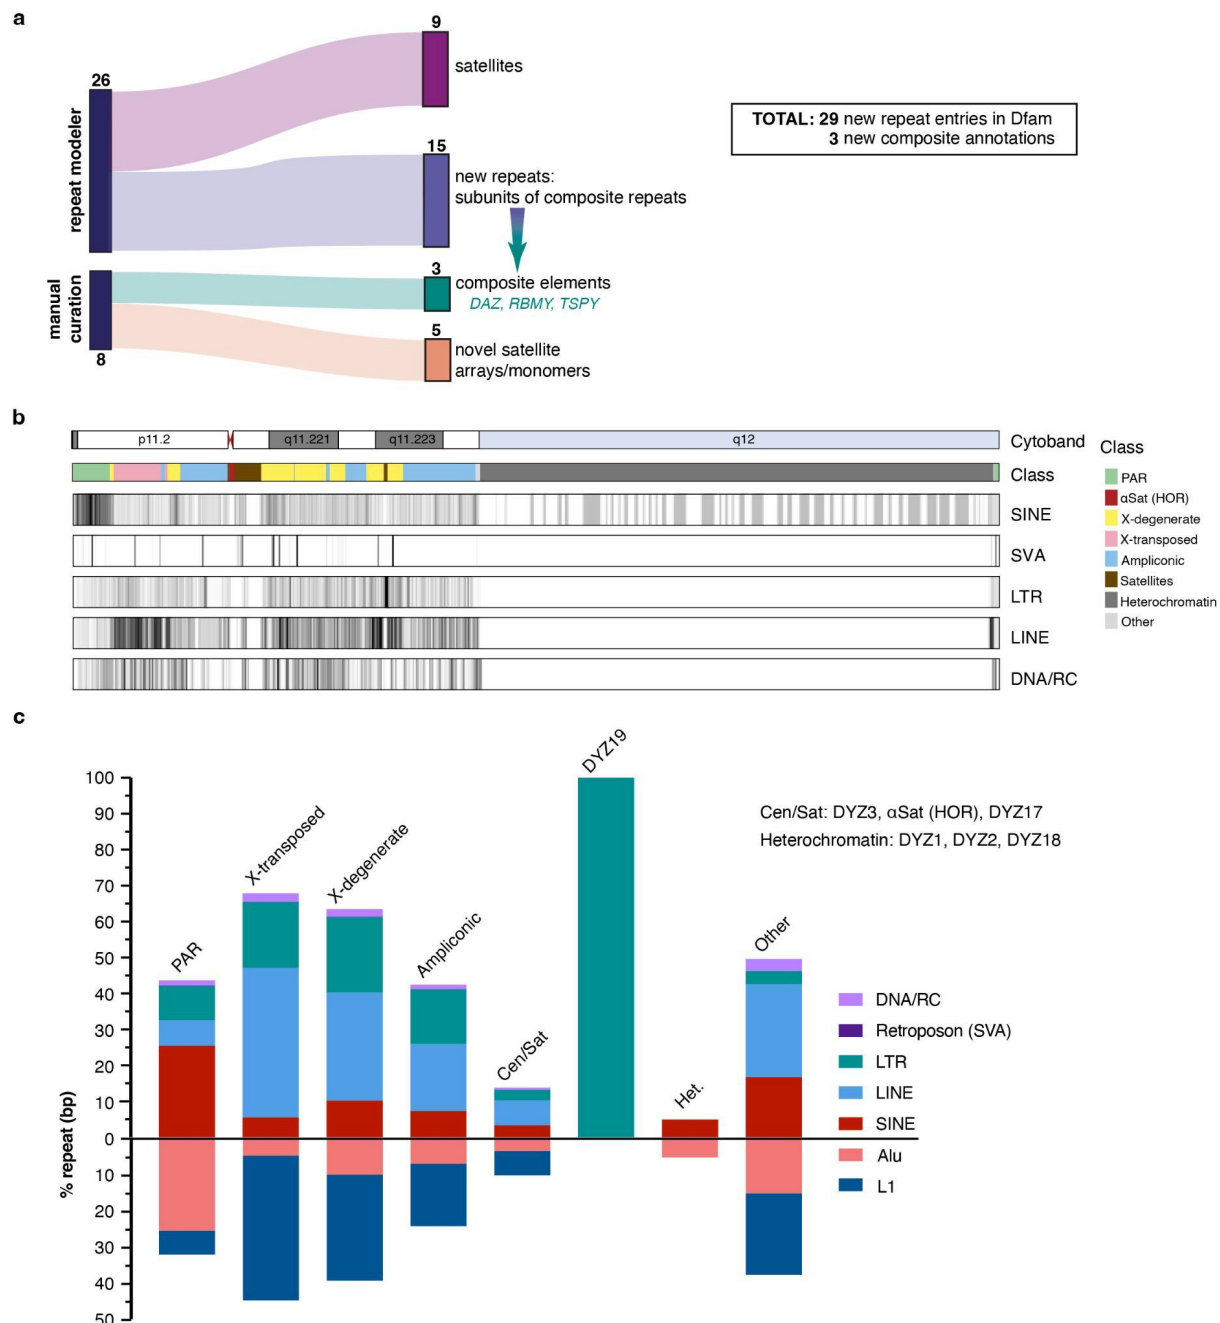 a
26
repeat modeler
9
satellites
15
new repeats:
subunits of composite repeats
manual
curation
8
3
composite elements
DAZ, RBMY, TSPY
5
novel satellite
arrays/monomers
TOTAL: 29 new repeat entries in Dfam
3 new composite annotations
b
p11.2
q11.221
q11.223
q12
Cytoband
Class
SINE
SVA
LTR
LINE
DNA/RC
Class
PAR
αSat (HOR)
X-degenerate
X-transposed
Ampliconic
Satellites
Heterochromatin
Other
c
% repeat (bp)
100
90
80
70
60
50
40
30
20
10
0
10
20
30
40
50
PAR
X-transposed
X-degenerate
Ampliconic
Cen/Sat
DYZ19
Het.
Other
Cen/Sat: DYZ3, αSat (HOR), DYZ17
Heterochromatin: DYZ1, DYZ2, DYZ18
DNA/RC
Retroposon (SVA)
LTR
LINE
SINE
Alu
L1